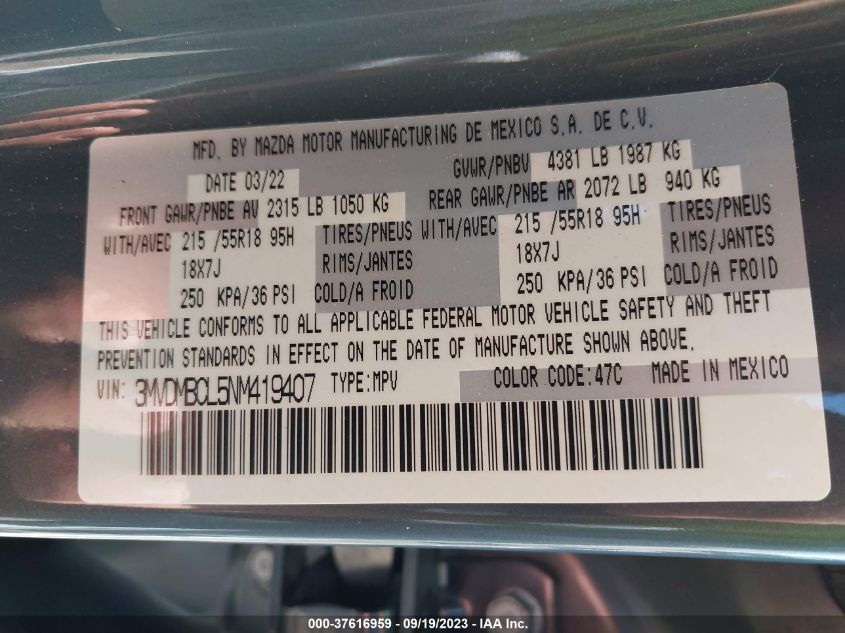 MFD. BY MAZDA MOTOR MANUFACTURING DE MEXICO S.A. DE C.V.
DATE 03/22 GVWR/PNBV 4381 LB 1987 KG
FRONT GAWR/PNBE AV 2315 LB 1050 KG REAR GAWR/PNBE AR 2072 LB 940 KG
WITH/AVEC 215 /55R18 95H TIRES/PNEUS WITH/AVEC 215 /55R18 95H TIRES/PNEUS
18X7J RIMS/JANTES 18X7J RIMS/JANTES
250 KPA/36 PSI COLD/A FROID 250 KPA/36 PSI COLD/A FROID
THIS VEHICLE CONFORMS TO ALL APPLICABLE FEDERAL MOTOR VEHICLE SAFETY AND THEFT
PREVENTION STANDARDS IN EFFECT ON THE DATE OF MANUFACTURE SHOWN ABOVE.
VIN: 3MVDMBCL5NM419407 TYPE:MPV COLOR CODE:47C MADE IN MEXICO
000-37616959 - 09/19/2023 - IAA Inc.